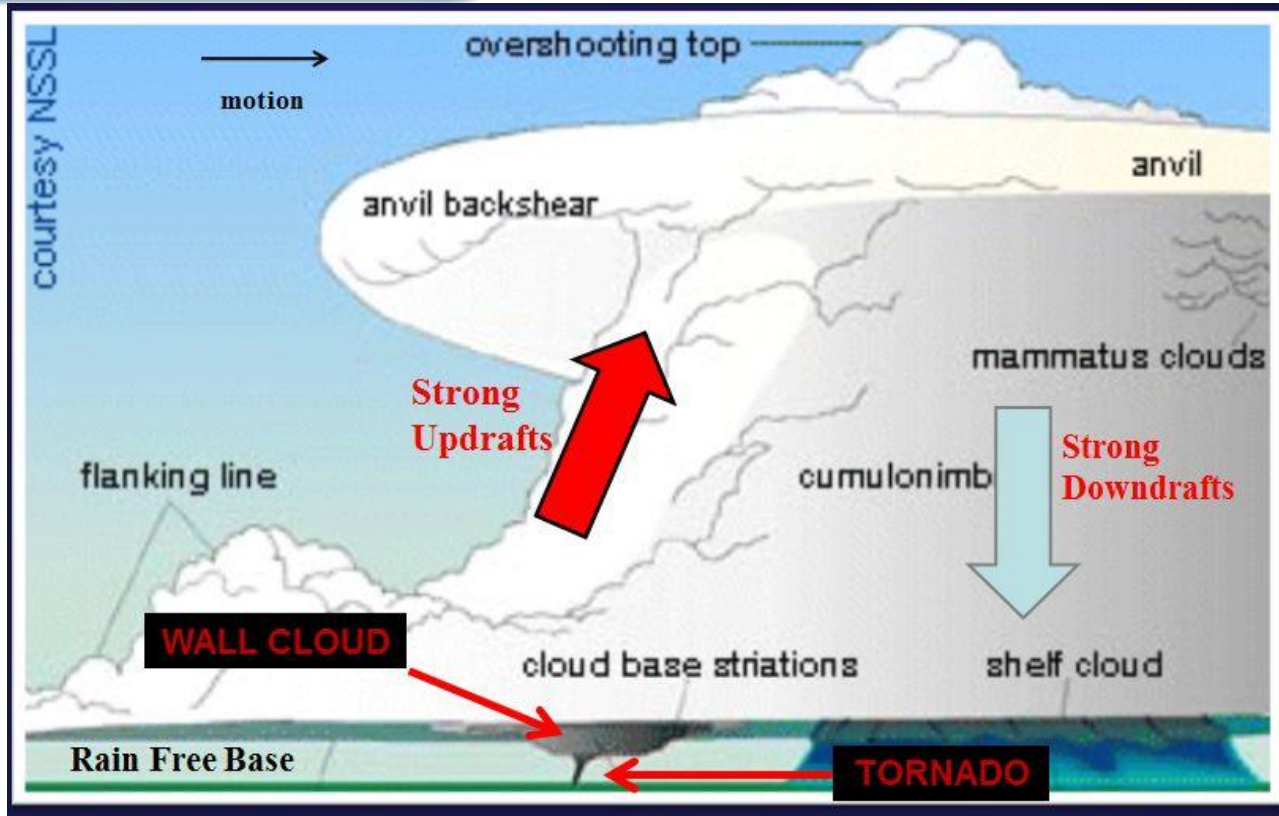 overshooting top
courtesy NSSL
motion
anvil
anvil backshear
mammatus clouds
Strong
Updrafts
Strong
Downdrafts
flanking line
cumulonimb
WALL CLOUD
cloud base striations
shelf cloud
Rain Free Base
TORNADO